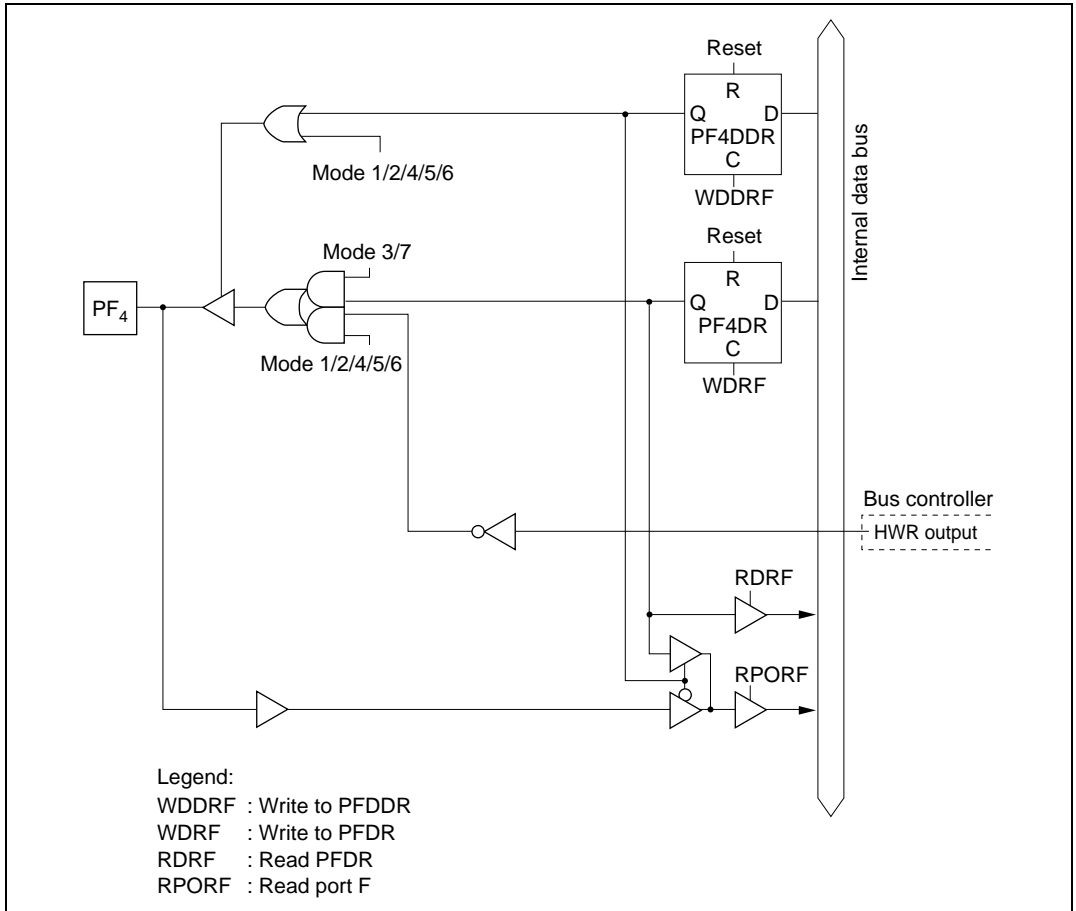 Reset
R
Q D
PF4DDR
C
WDDRF
Mode 1/2/4/5/6
Internal data bus
Reset
Mode 3/7
R
Q D
PF4DR
C
WDRF
PF4
Mode 1/2/4/5/6
Bus controller
HWR output
RDRF
RPORF
Legend:
WDDRF : Write to PFDDR
WDRF : Write to PFDR
RDRF : Read PFDR
RPORF : Read port F